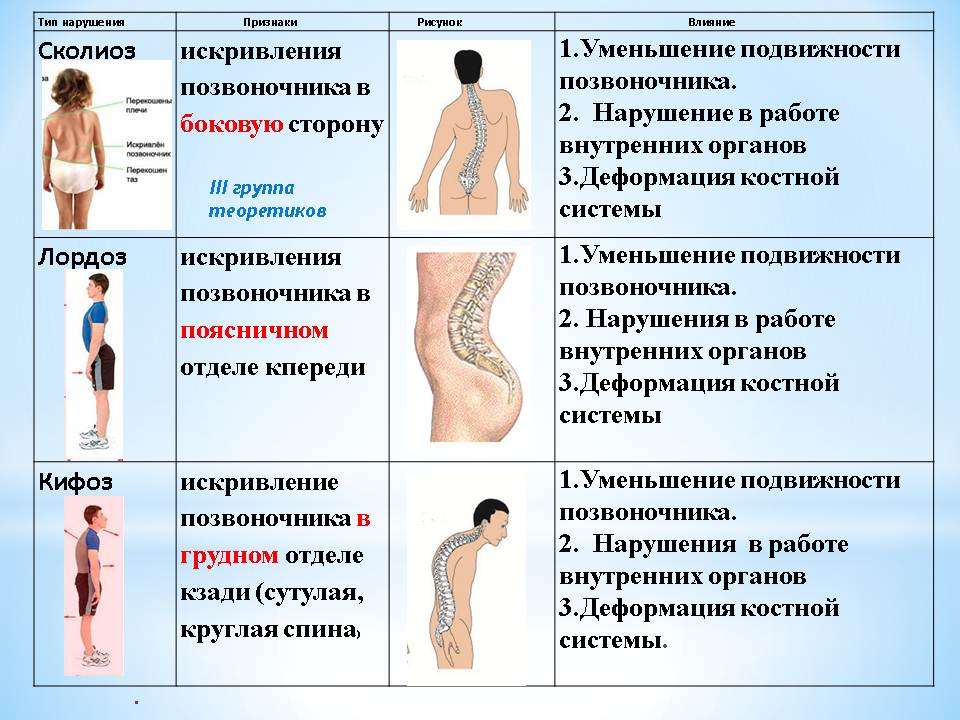 Тип нарушения Признаки Рисунок Влияние
Сколиоз
Перекошены
плечи
Искривлён
позвоночник
Перекошен
таз
искривления
позвоночника в
боковую сторону
III группа
теоретиков
1.Уменьшение подвижности
позвоночника.
2. Нарушение в работе
внутренних органов
3.Деформация костной
системы
Лордоз
искривления
позвоночника в
поясничном
отделе кпереди
1.Уменьшение подвижности
позвоночника.
2. Нарушения в работе
внутренних органов
3.Деформация костной
системы
Кифоз
искривление
позвоночника в
грудном отделе
кзади (сутулая,
круглая спина)
1.Уменьшение подвижности
позвоночника.
2. Нарушения в работе
внутренних органов
3.Деформация костной
системы.